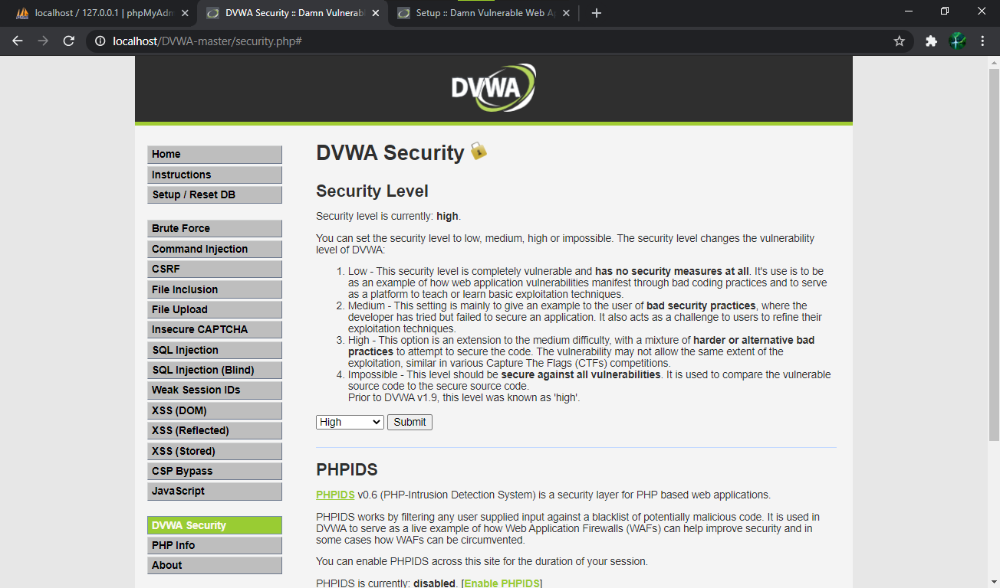 localhost / 127.0.0.1 | phpMyAdm
DVWA Security :: Damn Vulnerabl
Setup :: Damn Vulnerable Web Ap
localhost/DVWA-master/security.php#
DVWA
Home
Instructions
Setup / Reset DB
Brute Force
Command Injection
CSRF
File Inclusion
File Upload
Insecure CAPTCHA
SQL Injection
SQL Injection (Blind)
Weak Session IDs
XSS (DOM)
XSS (Reflected)
XSS (Stored)
CSP Bypass
JavaScript
DVWA Security
PHP Info
About
DVWA Security
Security Level
Security level is currently: high.
You can set the security level to low, medium, high or impossible. The security level changes the vulnerability
level of DVWA:
1. Low - This security level is completely vulnerable and has no security measures at all. It's use is to be
as an example of how web application vulnerabilities manifest through bad coding practices and to serve
as a platform to teach or learn basic exploitation techniques.
2. Medium - This setting is mainly to give an example to the user of bad security practices, where the
developer has tried but failed to secure an application. It also acts as a challenge to users to refine their
exploitation techniques.
3. High - This option is an extension to the medium difficulty, with a mixture of harder or alternative bad
practices to attempt to secure the code. The vulnerability may not allow the same extent of the
exploitation, similar in various Capture The Flags (CTFs) competitions.
4. Impossible - This level should be secure against all vulnerabilities. It is used to compare the vulnerable
source code to the secure source code.
Prior to DVWA v1.9, this level was known as 'high'.
High
Submit
PHPIDS
PHPIDS v0.6 (PHP-Intrusion Detection System) is a security layer for PHP based web applications.
PHPIDS works by filtering any user supplied input against a blacklist of potentially malicious code. It is used in
DVWA to serve as a live example of how Web Application Firewalls (WAFs) can help improve security and in
some cases how WAFs can be circumvented.
You can enable PHPIDS across this site for the duration of your session.
PHPIDS is currently: disabled. [Enable PHPIDS]